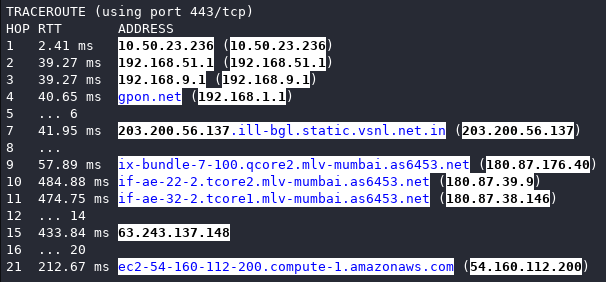 TRACEROUTE (using port 443/tcp)
HOP RTT       ADDRESS
1   2.41 ms   10.50.23.236 (10.50.23.236)
2   39.27 ms  192.168.51.1 (192.168.51.1)
3   39.27 ms  192.168.9.1 (192.168.9.1)
4   40.65 ms  gpon.net (192.168.1.1)
5   ... 6
7   41.95 ms  203.200.56.137.ill-bgl.static.vsnl.net.in (203.200.56.137)
8   ...
9   57.89 ms  ix-bundle-7-100.qcore2.mlv-mumbai.as6453.net (180.87.176.40)
10  484.88 ms if-ae-22-2.tcore2.mlv-mumbai.as6453.net (180.87.39.9)
11  474.75 ms if-ae-32-2.tcore1.mlv-mumbai.as6453.net (180.87.38.146)
12  ... 14
15  433.84 ms 63.243.137.148
16  ... 20
21  212.67 ms ec2-54-160-112-200.compute-1.amazonaws.com (54.160.112.200)